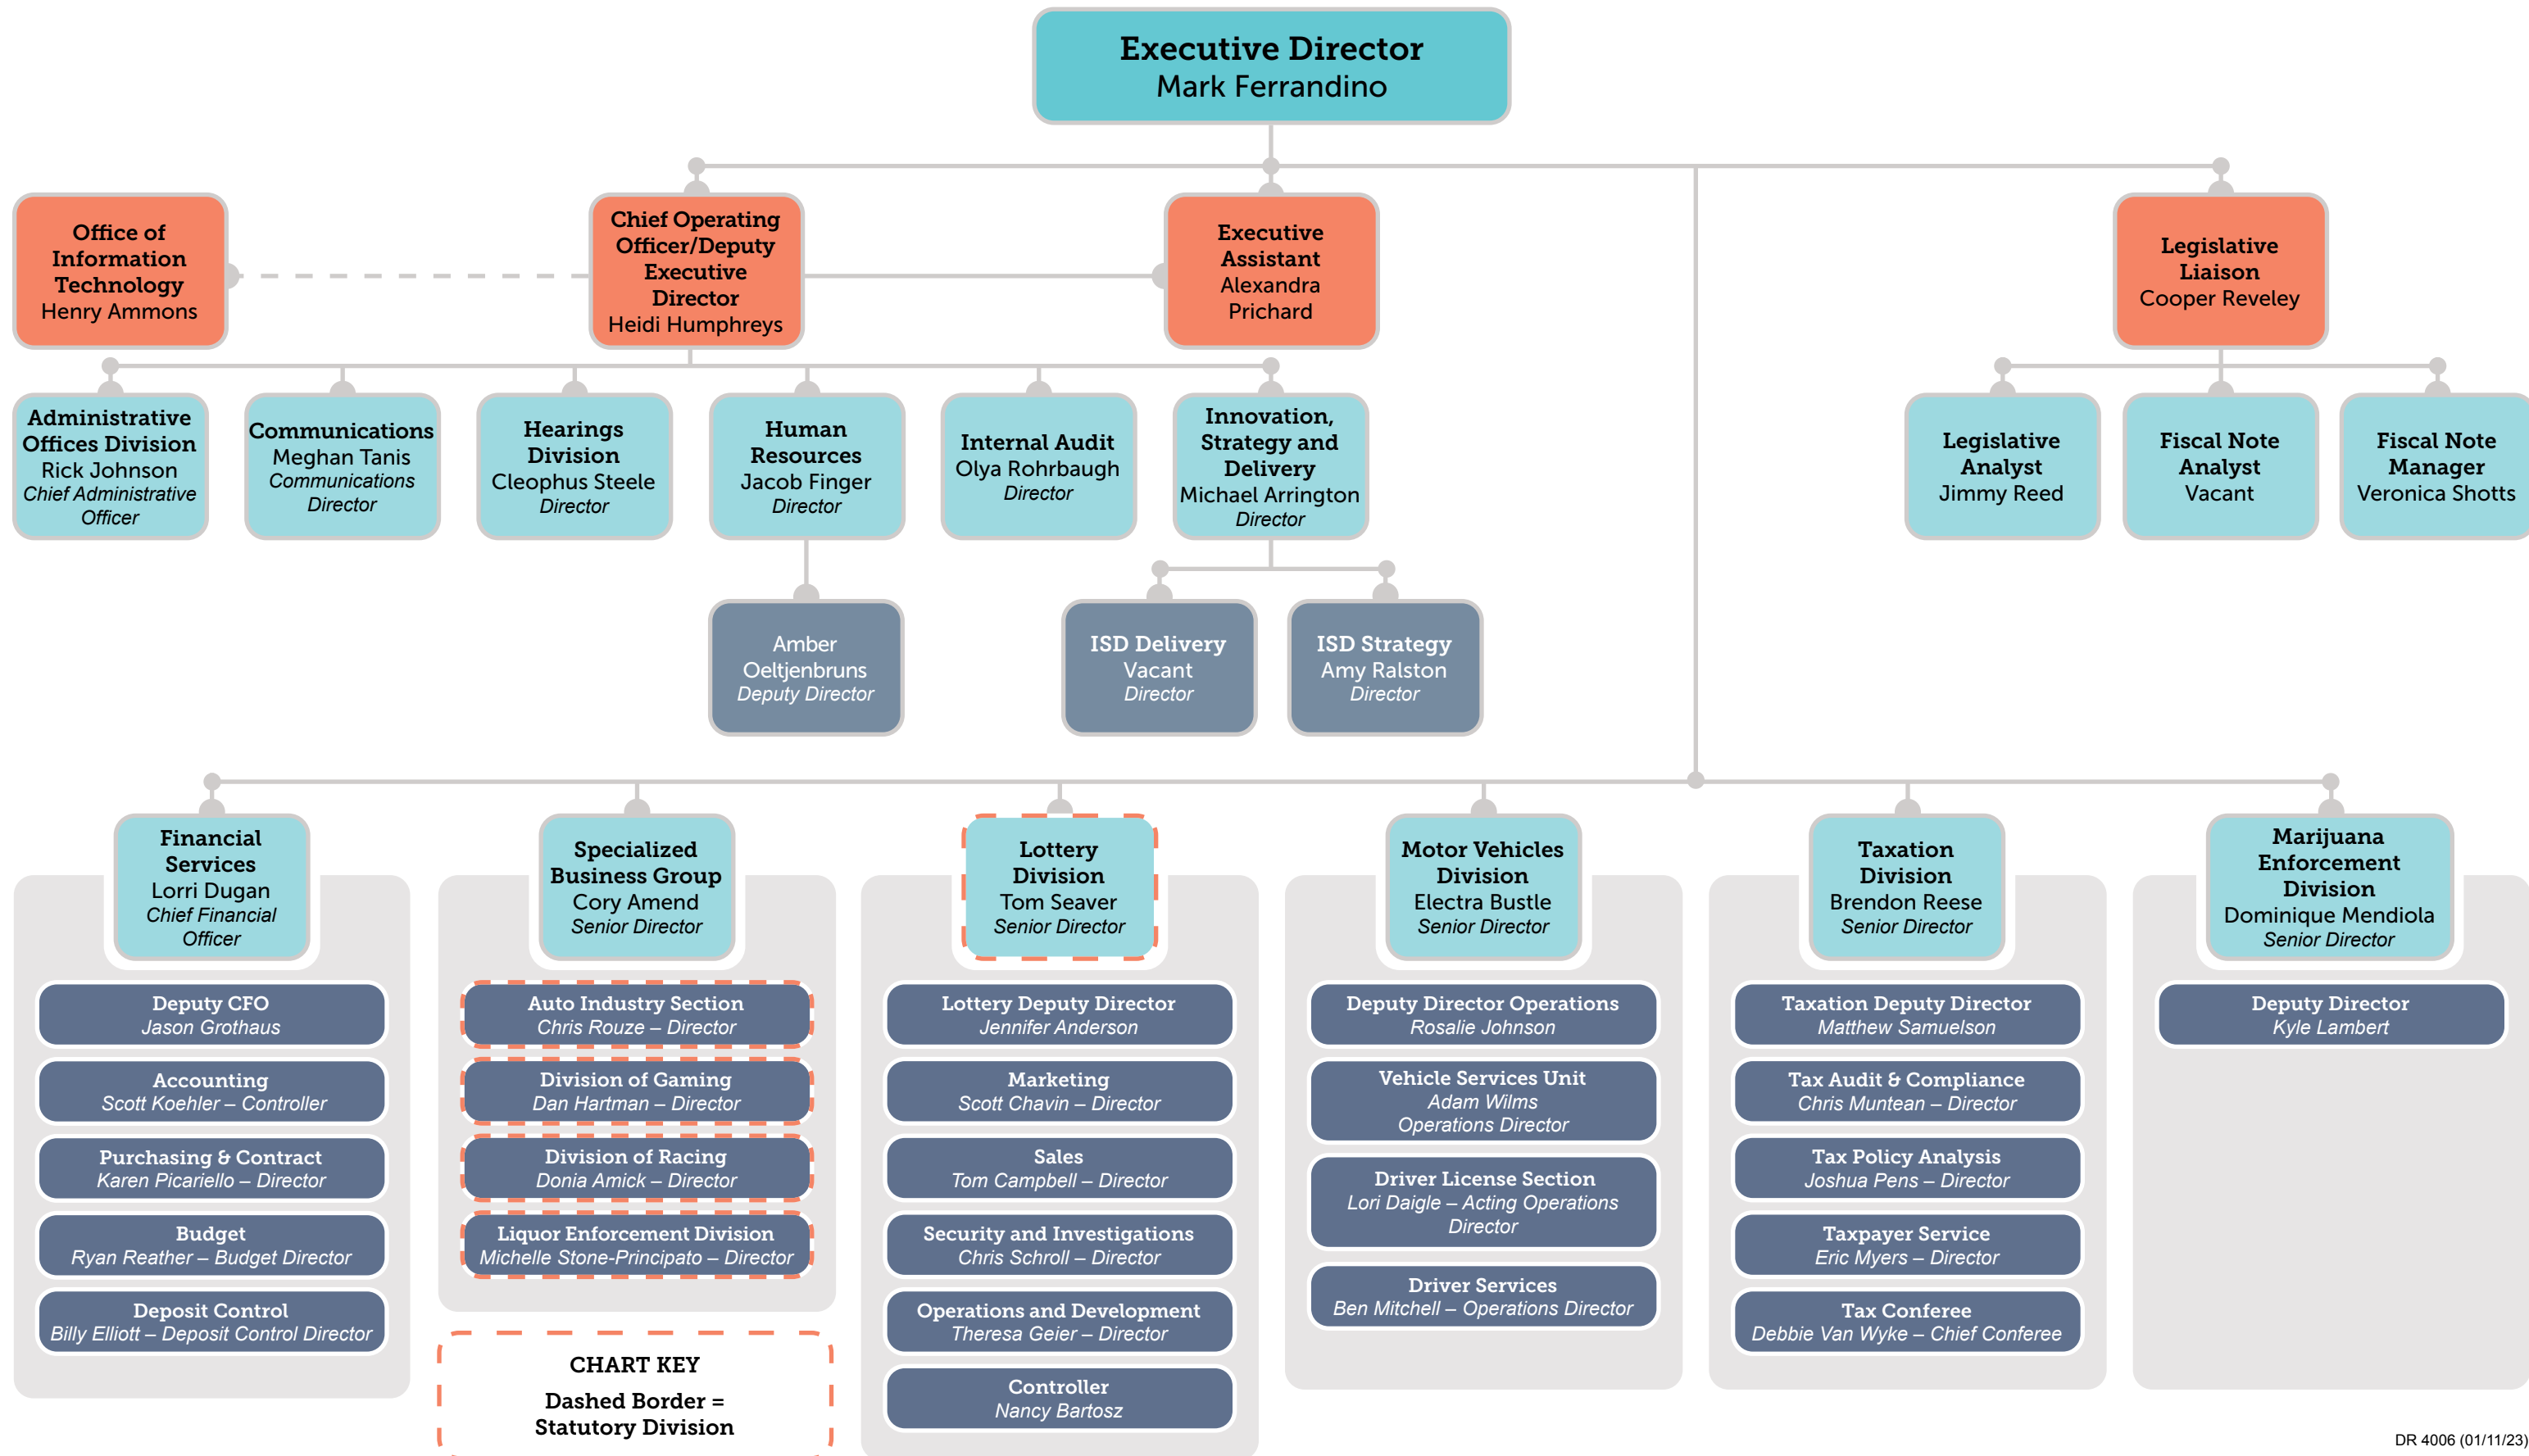 Executive Director
Mark Ferrandino
Office of
Information
Technology
Henry Ammons
Chief Operating
Officer/Deputy
Executive
Director
Heidi Humphreys
Executive
Assistant
Alexandra
Prichard
Legislative
Liaison
Cooper Reveley
Administrative
Offices Division
Rick Johnson
Chief Administrative
Officer
Communications
Meghan Tanis
Communications
Director
Hearings
Division
Cleophus Steele
Director
Human
Resources
Jacob Finger
Director
Internal Audit
Olya Rohrbaugh
Director
Innovation,
Strategy and
Delivery
Michael Arrington
Director
Legislative
Analyst
Jimmy Reed
Fiscal Note
Analyst
Vacant
Fiscal Note
Manager
Veronica Shotts
Amber
Oeltjenbruns
Deputy Director
ISD Delivery
Vacant
Director
ISD Strategy
Amy Ralston
Director
Financial
Services
Lorri Dugan
Chief Financial
Officer
Deputy CFO
Jason Grothaus
Accounting
Scott Koehler – Controller
Purchasing & Contract
Karen Picariello – Director
Budget
Ryan Reather – Budget Director
Deposit Control
Billy Elliott – Deposit Control Director
Specialized
Business Group
Cory Amend
Senior Director
Auto Industry Section
Chris Rouze – Director
Division of Gaming
Dan Hartman – Director
Division of Racing
Donia Amick – Director
Liquor Enforcement Division
Michelle Stone-Principato – Director
CHART KEY
Dashed Border =
Statutory Division
Lottery
Division
Tom Seaver
Senior Director
Lottery Deputy Director
Jennifer Anderson
Marketing
Scott Chavin – Director
Sales
Tom Campbell – Director
Security and Investigations
Chris Schroll – Director
Operations and Development
Theresa Geier – Director
Controller
Nancy Bartosz
Motor Vehicles
Division
Electra Bustle
Senior Director
Deputy Director Operations
Rosalie Johnson
Vehicle Services Unit
Adam Wilms
Operations Director
Driver License Section
Lori Daigle – Acting Operations
Director
Driver Services
Ben Mitchell – Operations Director
Taxation
Division
Brendon Reese
Senior Director
Taxation Deputy Director
Matthew Samuelson
Tax Audit & Compliance
Chris Muntean – Director
Tax Policy Analysis
Joshua Pens – Director
Taxpayer Service
Eric Myers – Director
Tax Conferee
Debbie Van Wyke – Chief Conferee
Marijuana
Enforcement
Division
Dominique Mendiola
Senior Director
Deputy Director
Kyle Lambert
DR 4006 (01/11/23)